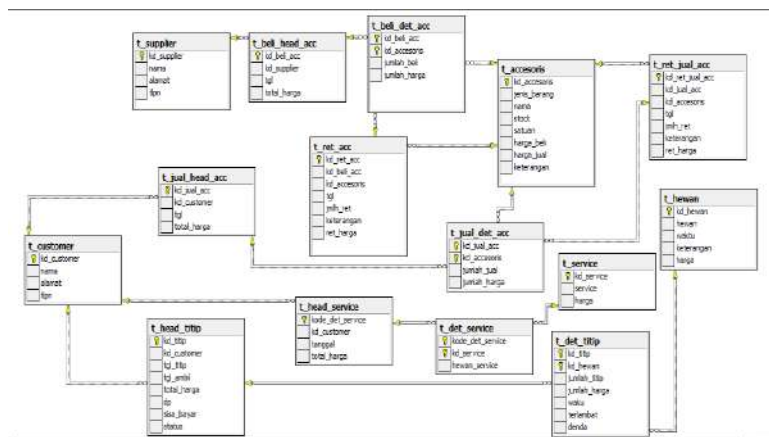 t_supplier
kd_supplier
nama
alamat
tlpn
t_beli_head_acc
kd_beli_acc
kd_supplier
tgl
total_harga
t_beli_det_acc
kd_beli_acc
kd_accesoris
jumlah_beli
jumlah_harga
t_accesoris
kd_accesoris
jenis_barang
nama
stock
satuan
harga_beli
harga_jual
keterangan
t_ret_jual_acc
kd_ret_jual_acc
kd_jual_acc
kd_accesoris
tgl
jmlh_ret
keterangan
ret_harga
t_ret_acc
kd_ret_acc
kd_beli_acc
kd_accesoris
tgl
jmlh_ret
keterangan
ret_harga
t_jual_head_acc
kd_jual_acc
kd_customer
tgl
total_harga
t_hewan
kd_hewan
hewan
waktu
keterangan
harga
t_customer
kd_customer
nama
alamat
tlpn
t_jual_det_acc
kd_jual_acc
kd_accesoris
jumlah_jual
jumlah_harga
t_service
kd_service
service
harga
t_head_service
kode_det_service
kd_customer
tanggal
total_harga
t_det_service
kode_det_service
kd_service
hewan_service
t_head_titip
kd_titip
kd_customer
tgl_titip
tgl_ambil
total_harga
dp
sisa_bayar
status
t_det_titip
kd_titip
kd_hewan
jumlah_titip
jumlah_harga
waktu
terlambat
denda